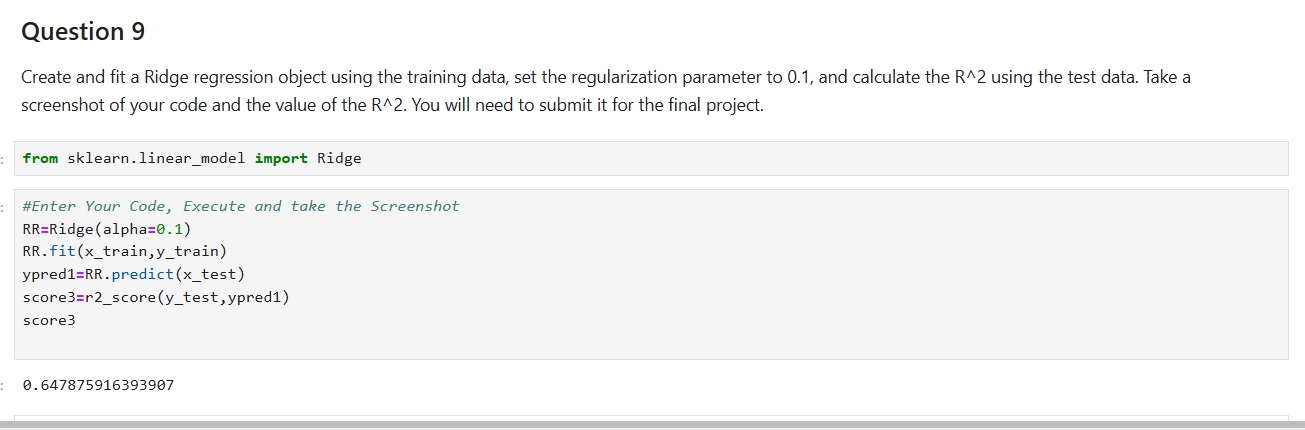 Question 9
Create and fit a Ridge regression object using the training data, set the regularization parameter to 0.1, and calculate the R^2 using the test data. Take a
screenshot of your code and the value of the R^2. You will need to submit it for the final project.
: from sklearn.linear_model import Ridge
: #Enter Your Code, Execute and take the Screenshot
RR=Ridge(alpha=0.1)
RR.fit(x_train,y_train)
ypred1=RR.predict(x_test)
score3=r2_score(y_test,ypred1)
score3
: 0.647875916393907